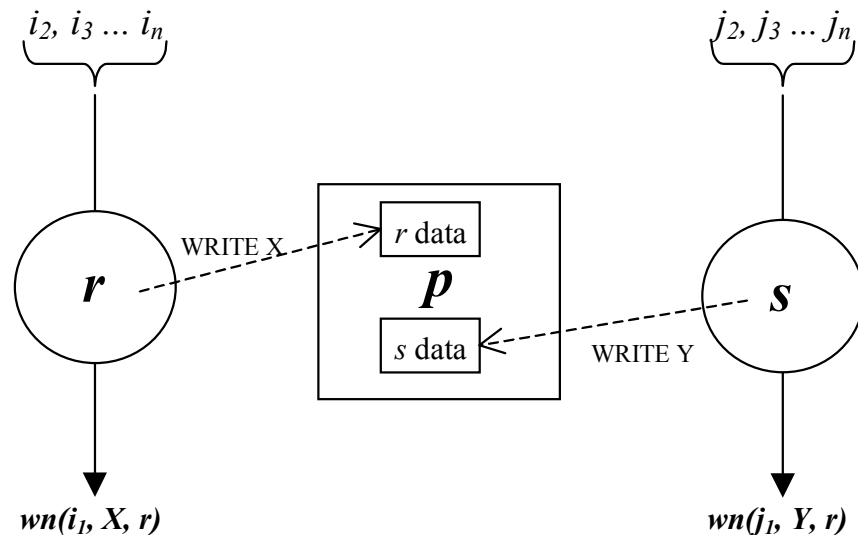 i₂, i₃ ... iₙ
j₂, j₃ ... jₙ
r data
WRITE X
r
p
s
s data
WRITE Y
wn(i₁, X, r)
wn(j₁, Y, r)